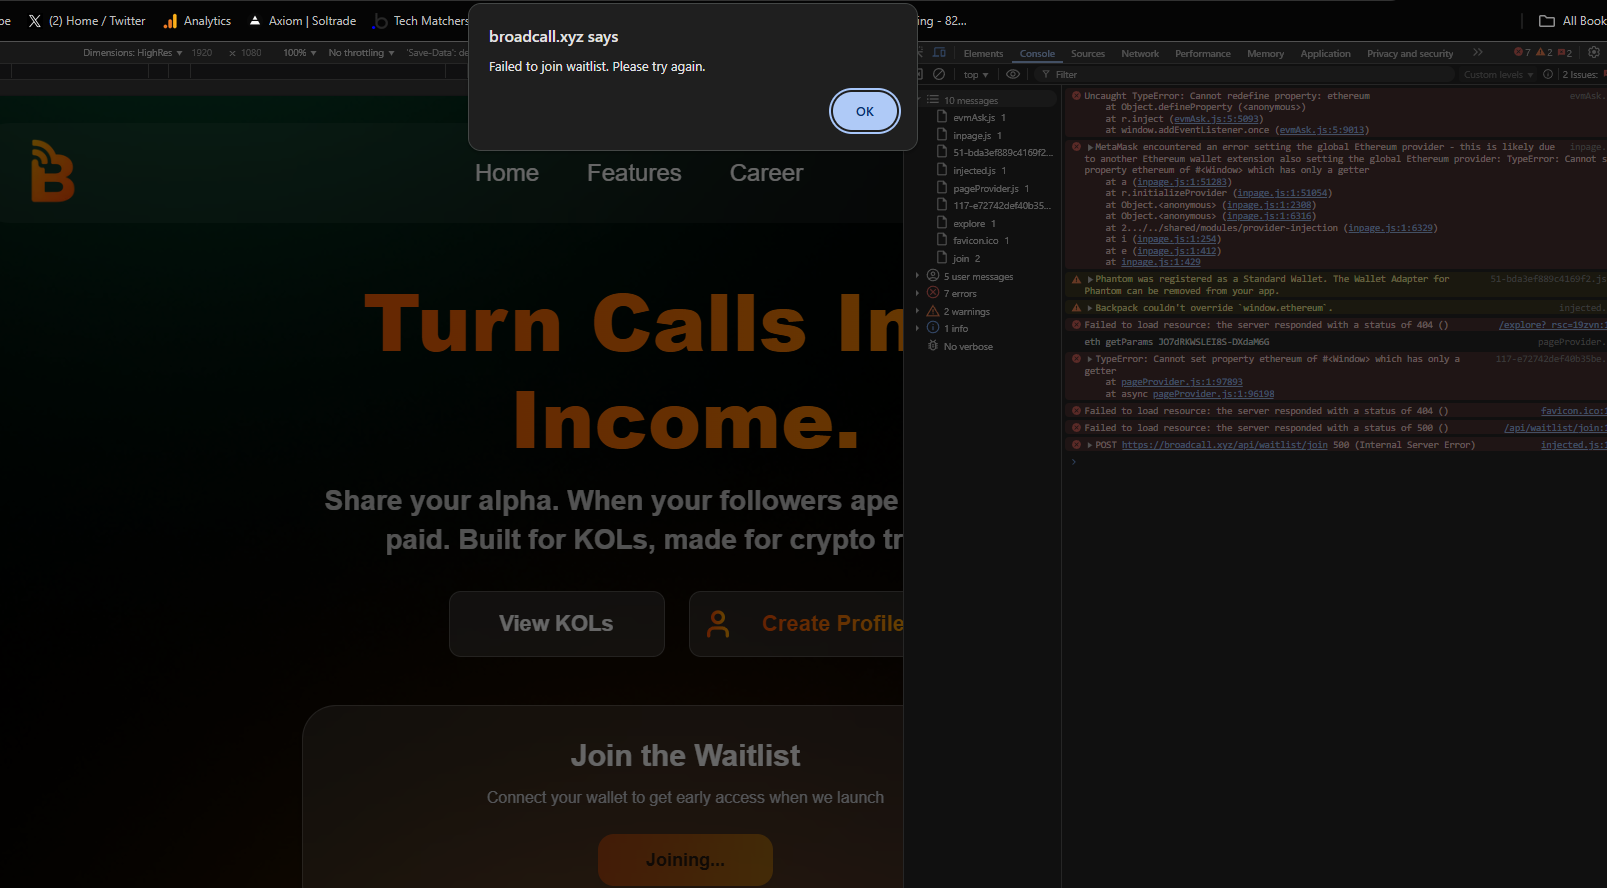 (2) Home / Twitter
Analytics
Axiom | Soltrade
Tech Matchers
ing - 82...
All Book
broadcall.xyz says
Failed to join waitlist. Please try again.
OK
Dimensions: HighRes
1920
×
1080
100%
No throttling
'Save-Data': de
Elements
Console
Sources
Network
Performance
Memory
Application
Privacy and security
7
2
2
top
Filter
Custom levels
2 Issues:
10 messages
evmAsk.js 1
inpage.js 1
51-bda3ef889c4169f2...
injected.js 1
pageProvider.js 1
117-e72742def40b35...
explore 1
favicon.ico 1
join 2
5 user messages
7 errors
2 warnings
1 info
No verbose
Uncaught TypeError: Cannot redefine property: ethereum
evmAsk.
at Object.defineProperty (<anonymous>)
at r.inject (evmAsk.js:5:5093)
at window.addEventListener.once (evmAsk.js:5:9013)
MetaMask encountered an error setting the global Ethereum provider - this is likely due
inpage.
to another Ethereum wallet extension also setting the global Ethereum provider: TypeError: Cannot s
property ethereum of #<Window> which has only a getter
at a (inpage.js:1:51283)
at r.initializeProvider (inpage.js:1:51054)
at Object.<anonymous> (inpage.js:1:2308)
at Object.<anonymous> (inpage.js:1:6316)
at 2.../../shared/modules/provider-injection (inpage.js:1:6329)
at i (inpage.js:1:254)
at e (inpage.js:1:412)
at inpage.js:1:429
Phantom was registered as a Standard Wallet. The Wallet Adapter for
51-bda3ef889c4169f2.js
Phantom can be removed from your app.
Backpack couldn't override `window.ethereum`.
injected.
Failed to load resource: the server responded with a status of 404 ()
/explore?_rsc=19zvn:1
eth getParams JO7dRKWSLEI8S-DXdaM6G
pageProvider.
TypeError: Cannot set property ethereum of #<Window> which has only a
117-e72742def40b35be.
getter
at pageProvider.js:1:97893
at async pageProvider.js:1:96198
Failed to load resource: the server responded with a status of 404 ()
favicon.ico:1
Failed to load resource: the server responded with a status of 500 ()
/api/waitlist/join:1
POST https://broadcall.xyz/api/waitlist/join 500 (Internal Server Error)
injected.js:1
Home
Features
Career
Turn Calls In
Income.
Share your alpha. When your followers ape
paid. Built for KOLs, made for crypto tr
View KOLs
Create Profile
Join the Waitlist
Connect your wallet to get early access when we launch
Joining...